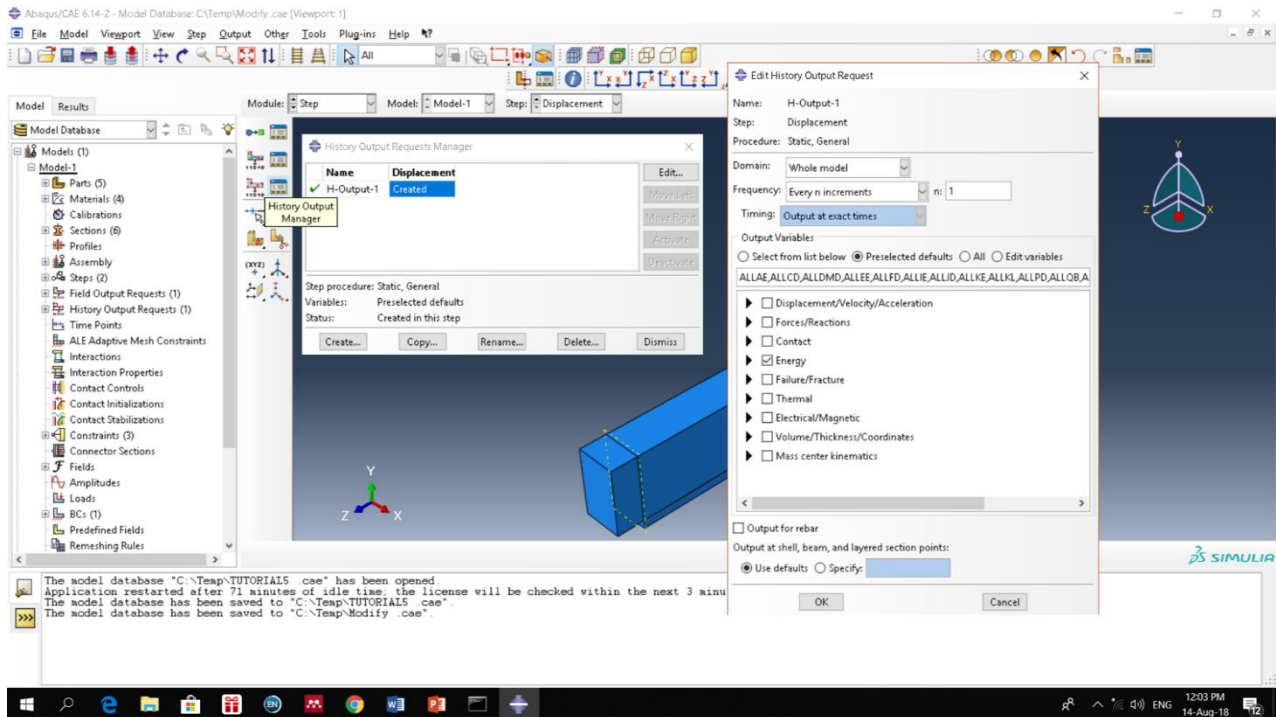 Abaqus/CAE 6.14-2 - Model Database: C:\Temp\Modify .cae [Viewport: 1]
File Model Viewport View Step Output Other Tools Plug-ins Help
All
Model Results
Module: Step Model: Model-1 Step: Displacement
Model Database
Models (1)
Model-1
Parts (5)
Materials (4)
Calibrations
Sections (6)
Profiles
Assembly
Steps (2)
Field Output Requests (1)
History Output Requests (1)
Time Points
ALE Adaptive Mesh Constraints
Interactions
Interaction Properties
Contact Controls
Contact Initializations
Contact Stabilizations
Constraints (3)
Connector Sections
Fields
Amplitudes
Loads
BCs (1)
Predefined Fields
Remeshing Rules
(XYZ)
History Output
Manager
History Output Requests Manager
Name Displacement
H-Output-1 Created
Edit...
Move Left
Move Right
Activate
Deactivate
Step procedure: Static, General
Variables: Preselected defaults
Status: Created in this step
Create... Copy... Rename... Delete... Dismiss
Y
Z X
Edit History Output Request
Name: H-Output-1
Step: Displacement
Procedure: Static, General
Domain: Whole model
Frequency: Every n increments n: 1
Timing: Output at exact times
Output Variables
Select from list below Preselected defaults All Edit variables
ALLAE,ALLCD,ALLDMD,ALLEE,ALLFD,ALLIE,ALLJD,ALLKE,ALLKL,ALLPD,ALLQB,A
Displacement/Velocity/Acceleration
Forces/Reactions
Contact
Energy
Failure/Fracture
Thermal
Electrical/Magnetic
Volume/Thickness/Coordinates
Mass center kinematics
Output for rebar
Output at shell, beam, and layered section points:
Use defaults Specify:
OK Cancel
Y
Z X
SIMULIA
The model database "C:\Temp\TUTORIAL5 .cae" has been opened.
Application restarted after 71 minutes of idle time; the license will be checked within the next 3 minu
The model database has been saved to "C:\Temp\TUTORIAL5 .cae".
The model database has been saved to "C:\Temp\Modify .cae".
>>>
EN
ENG
12:03 PM
14-Aug-18
12